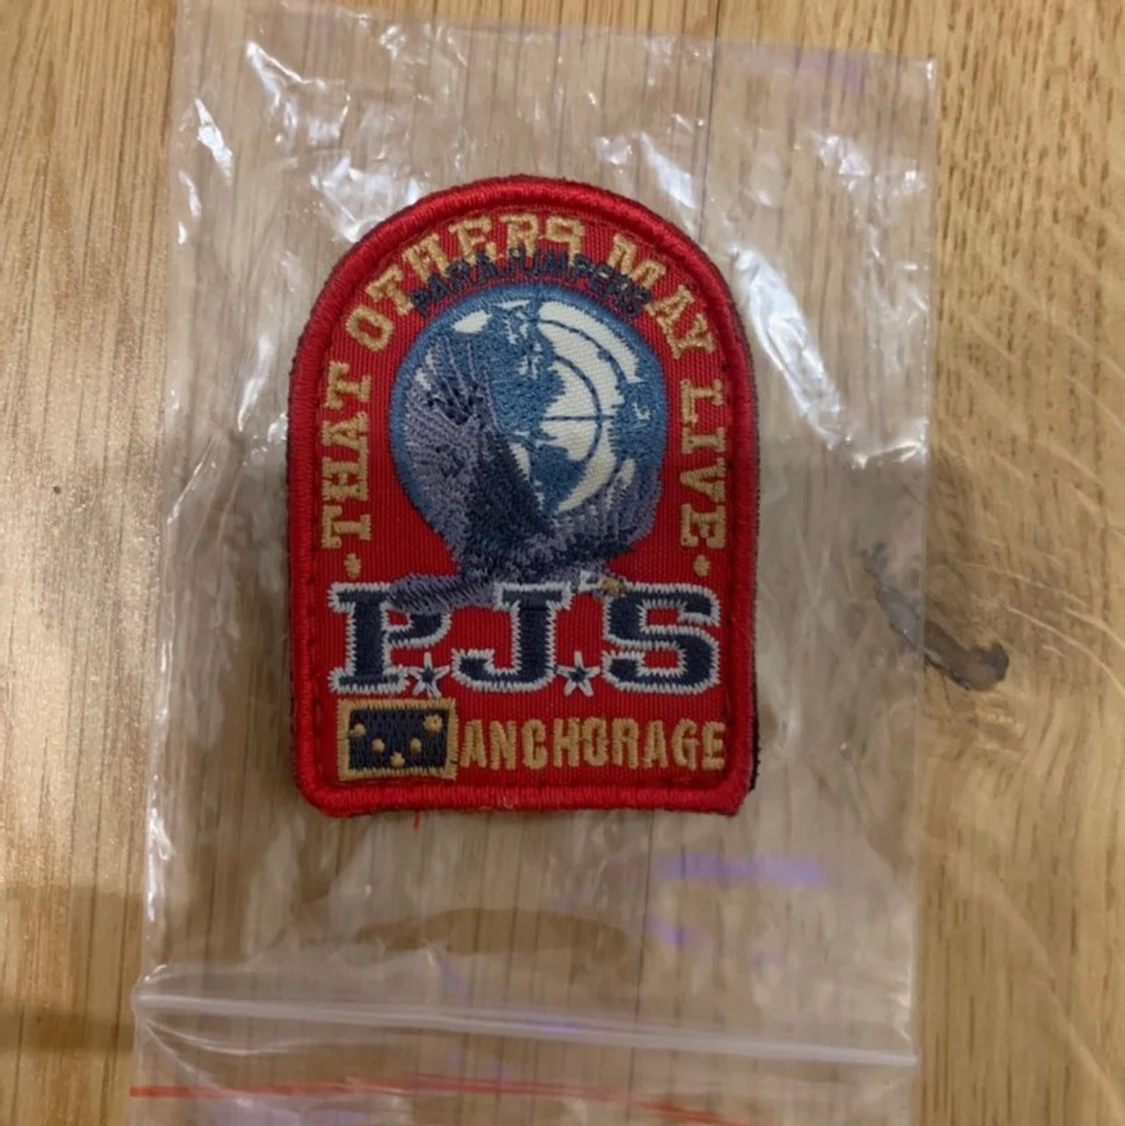 • THAT OTHERS MAY LIVE •
PARAJUMPERS
P.J.S
ANCHORAGE